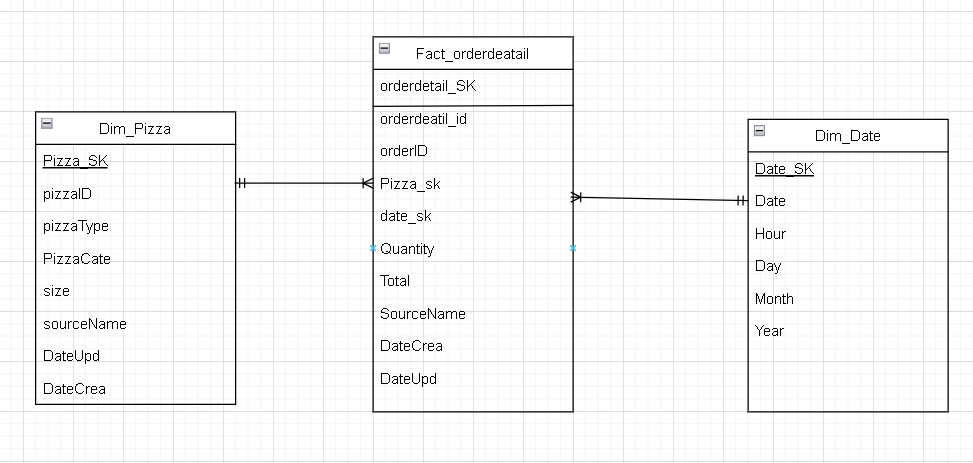 Dim_Pizza
Pizza_SK
pizzaID
pizzaType
PizzaCate
size
sourceName
DateUpd
DateCrea
Fact_orderdeatail
orderdetail_SK
orderdeatil_id
orderID
Pizza_sk
date_sk
Quantity
Total
SourceName
DateCrea
DateUpd
Dim_Date
Date_SK
Date
Hour
Day
Month
Year